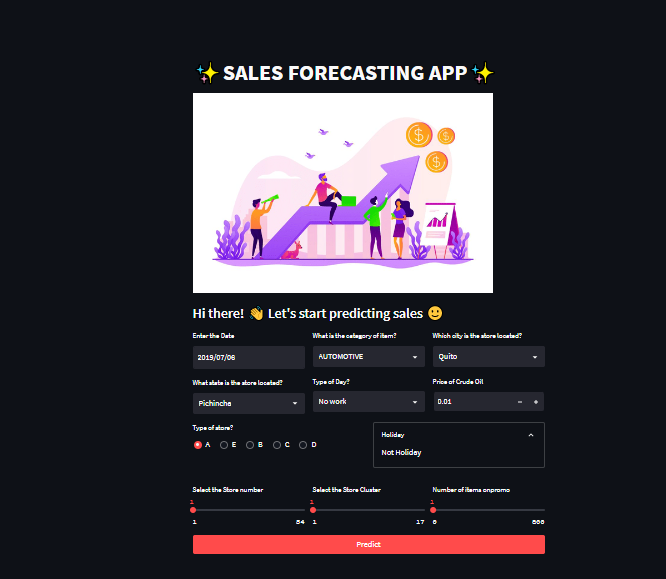 ✨ SALES FORECASTING APP ✨
Hi there! 👋 Let's start predicting sales 🙂
Enter the Date
What is the category of item?
Which city is the store located?
2019/07/06
AUTOMOTIVE
Quito
What state is the store located?
Type of Day?
Price of Crude Oil
Pichincha
No work
0.01
Type of store?
A E B C D
Holiday
Not Holiday
Select the Store number
Select the Store Cluster
Number of items onpromo
1
1
1
1 54
1 17